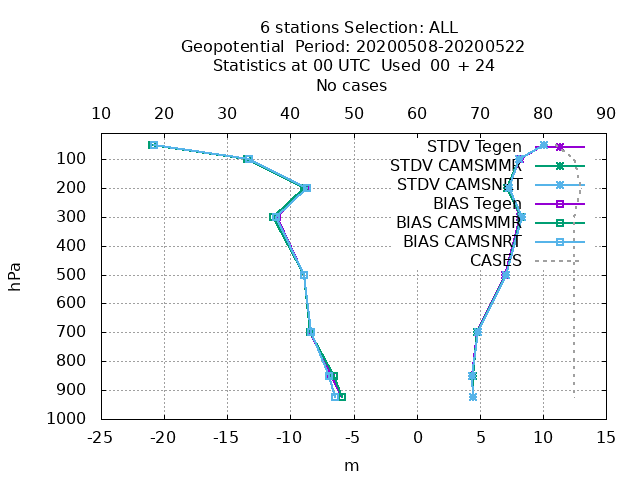 6 stations Selection: ALL
Geopotential  Period: 20200508-20200522
Statistics at 00 UTC  Used  00 + 24
No cases
10 20 30 40 50 60 70 80 90
STDV Tegen
100
STDV CAMSMMR
STDV CAMSNRT
200
BIAS Tegen
300
BIAS CAMSMMR
BIAS CAMSNRT
400
CASES
500
hPa
600
700
800
900
1000
-25 -20 -15 -10 -5 0 5 10 15
m